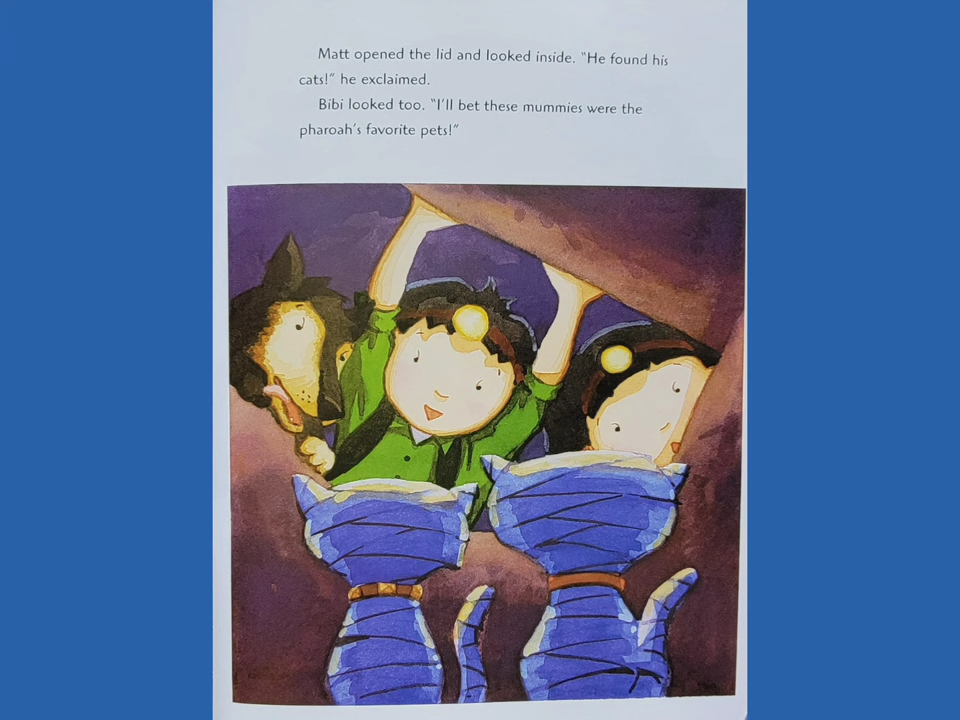 Matt opened the lid and looked inside. “He found his
cats!” he exclaimed.
Bibi looked too. “I’ll bet these mummies were the
pharoah’s favorite pets!”